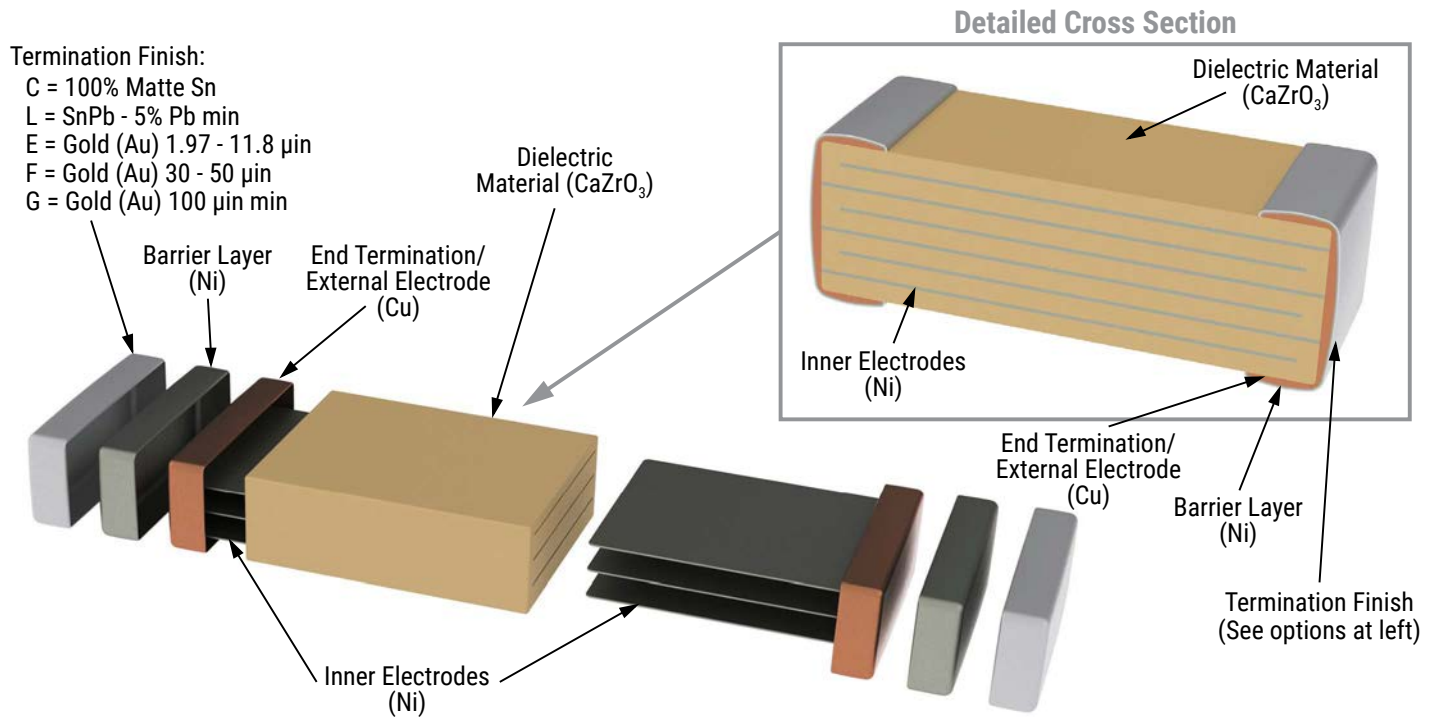 Detailed Cross Section
Termination Finish:
C = 100% Matte Sn
L = SnPb - 5% Pb min
E = Gold (Au) 1.97 - 11.8 µin
F = Gold (Au) 30 - 50 µin
G = Gold (Au) 100 µin min
Barrier Layer
(Ni)
End Termination/
External Electrode
(Cu)
Dielectric
Material (CaZrO₃)
Dielectric Material
(CaZrO₃)
Inner Electrodes
(Ni)
End Termination/
External Electrode
(Cu)
Barrier Layer
(Ni)
Termination Finish
(See options at left)
Inner Electrodes
(Ni)